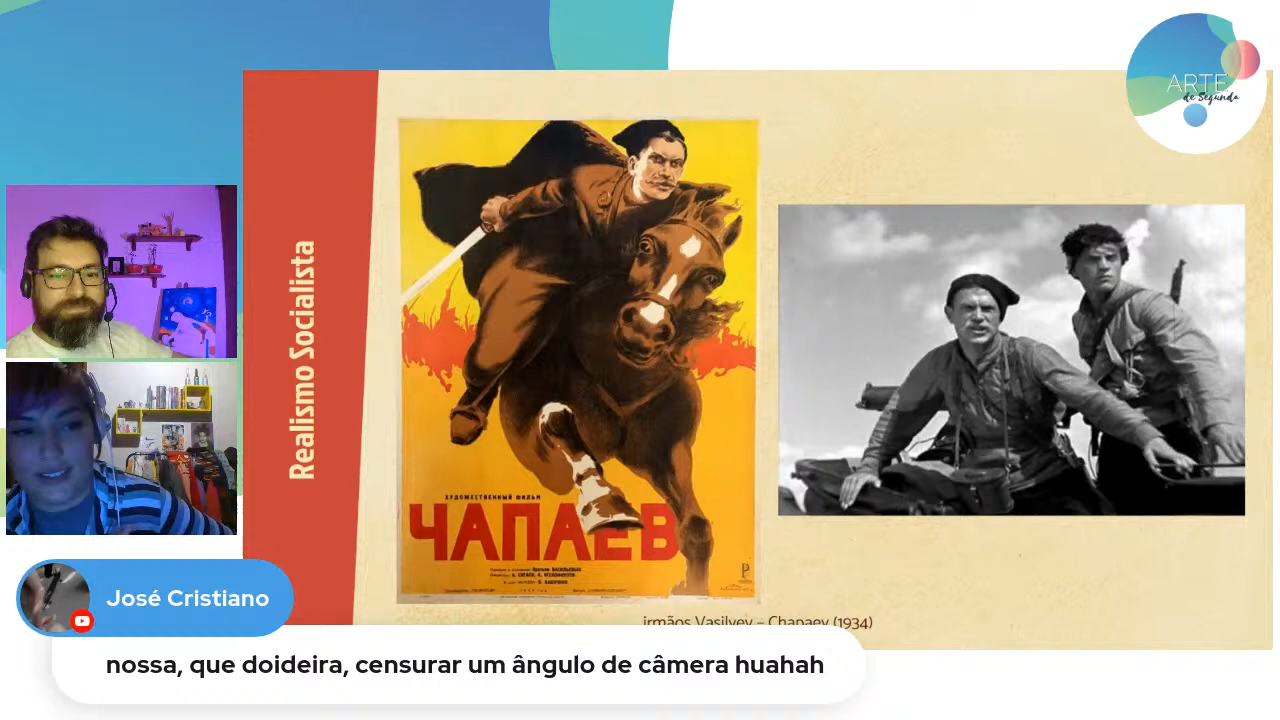 ARTE
de Segunda
Realismo Socialista
ХУДОЖЕСТВЕННЫЙ ФИЛЬМ
ЧАПАЕВ
irmãos Vasilyev – Chapaev (1934)
José Cristiano
nossa, que doideira, censurar um ângulo de câmera huahah